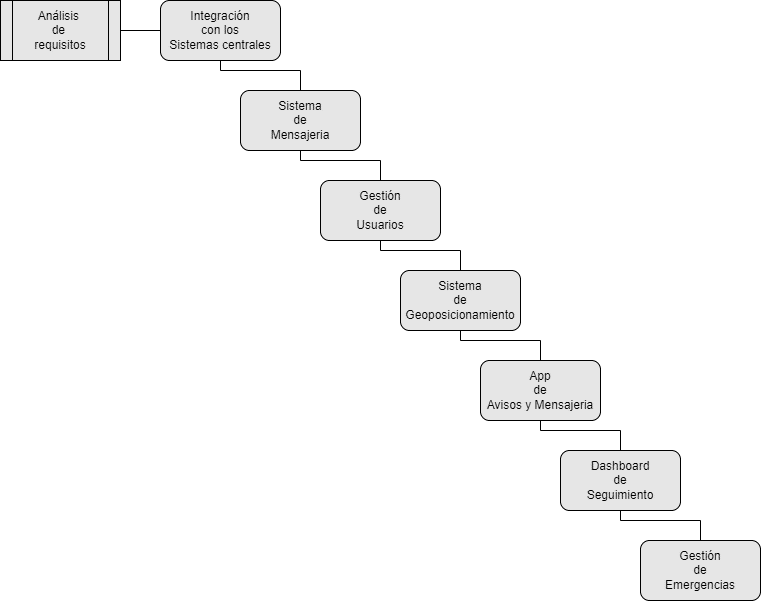 Análisis
de
requisitos
Integración
con los
Sistemas centrales
Sistema
de
Mensajeria
Gestión
de
Usuarios
Sistema
de
Geoposicionamiento
App
de
Avisos y Mensajeria
Dashboard
de
Seguimiento
Gestión
de
Emergencias